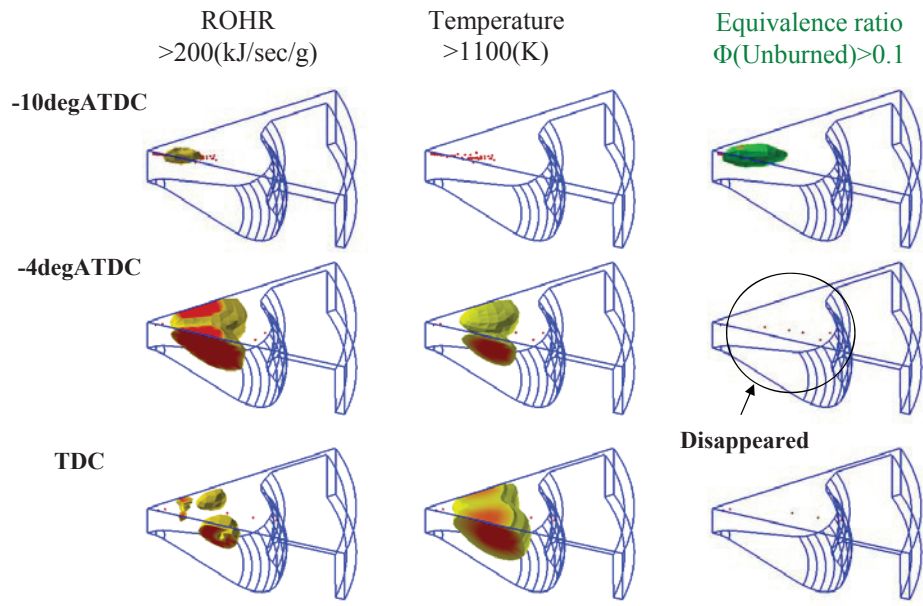 ROHR
>200(kJ/sec/g)
Temperature
>1100(K)
Equivalence ratio
Φ(Unburned)>0.1
-10degATDC
-4degATDC
Disappeared
TDC